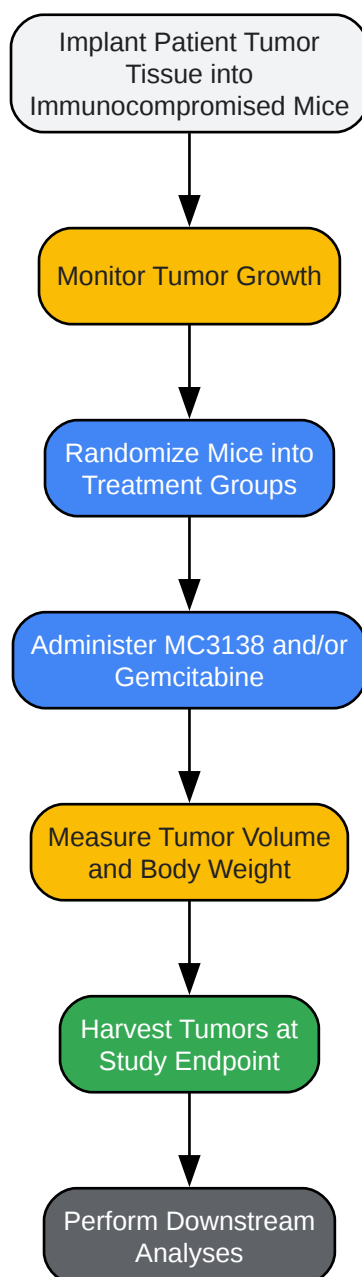 Implant Patient Tumor
Tissue into
Immunocompromised Mice
Monitor Tumor Growth
Randomize Mice into
Treatment Groups
Administer MC3138 and/or
Gemcitabine
Measure Tumor Volume
and Body Weight
Harvest Tumors at
Study Endpoint
Perform Downstream
Analyses